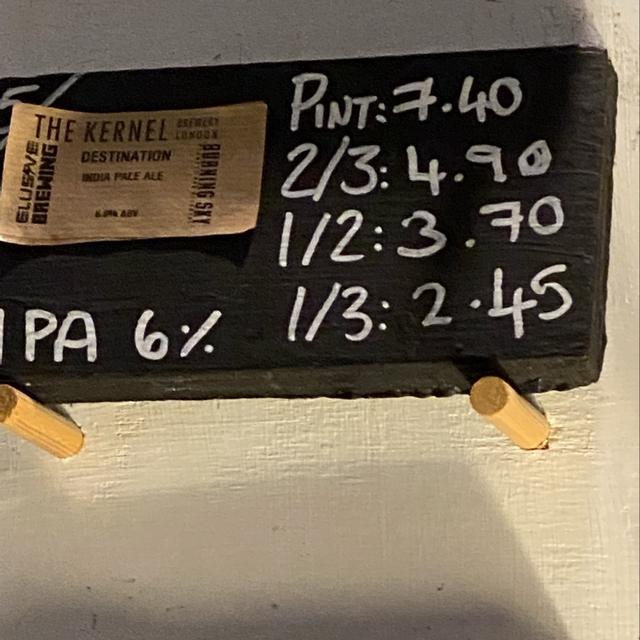 5/
THE KERNEL BREWERY LONDON
DESTINATION
INDIA PALE ALE
ELUSIVE BREWING
BURNING SKY
IPA 6%
PINT: 7.40
2/3: 4.90
1/2: 3.70
1/3: 2.45